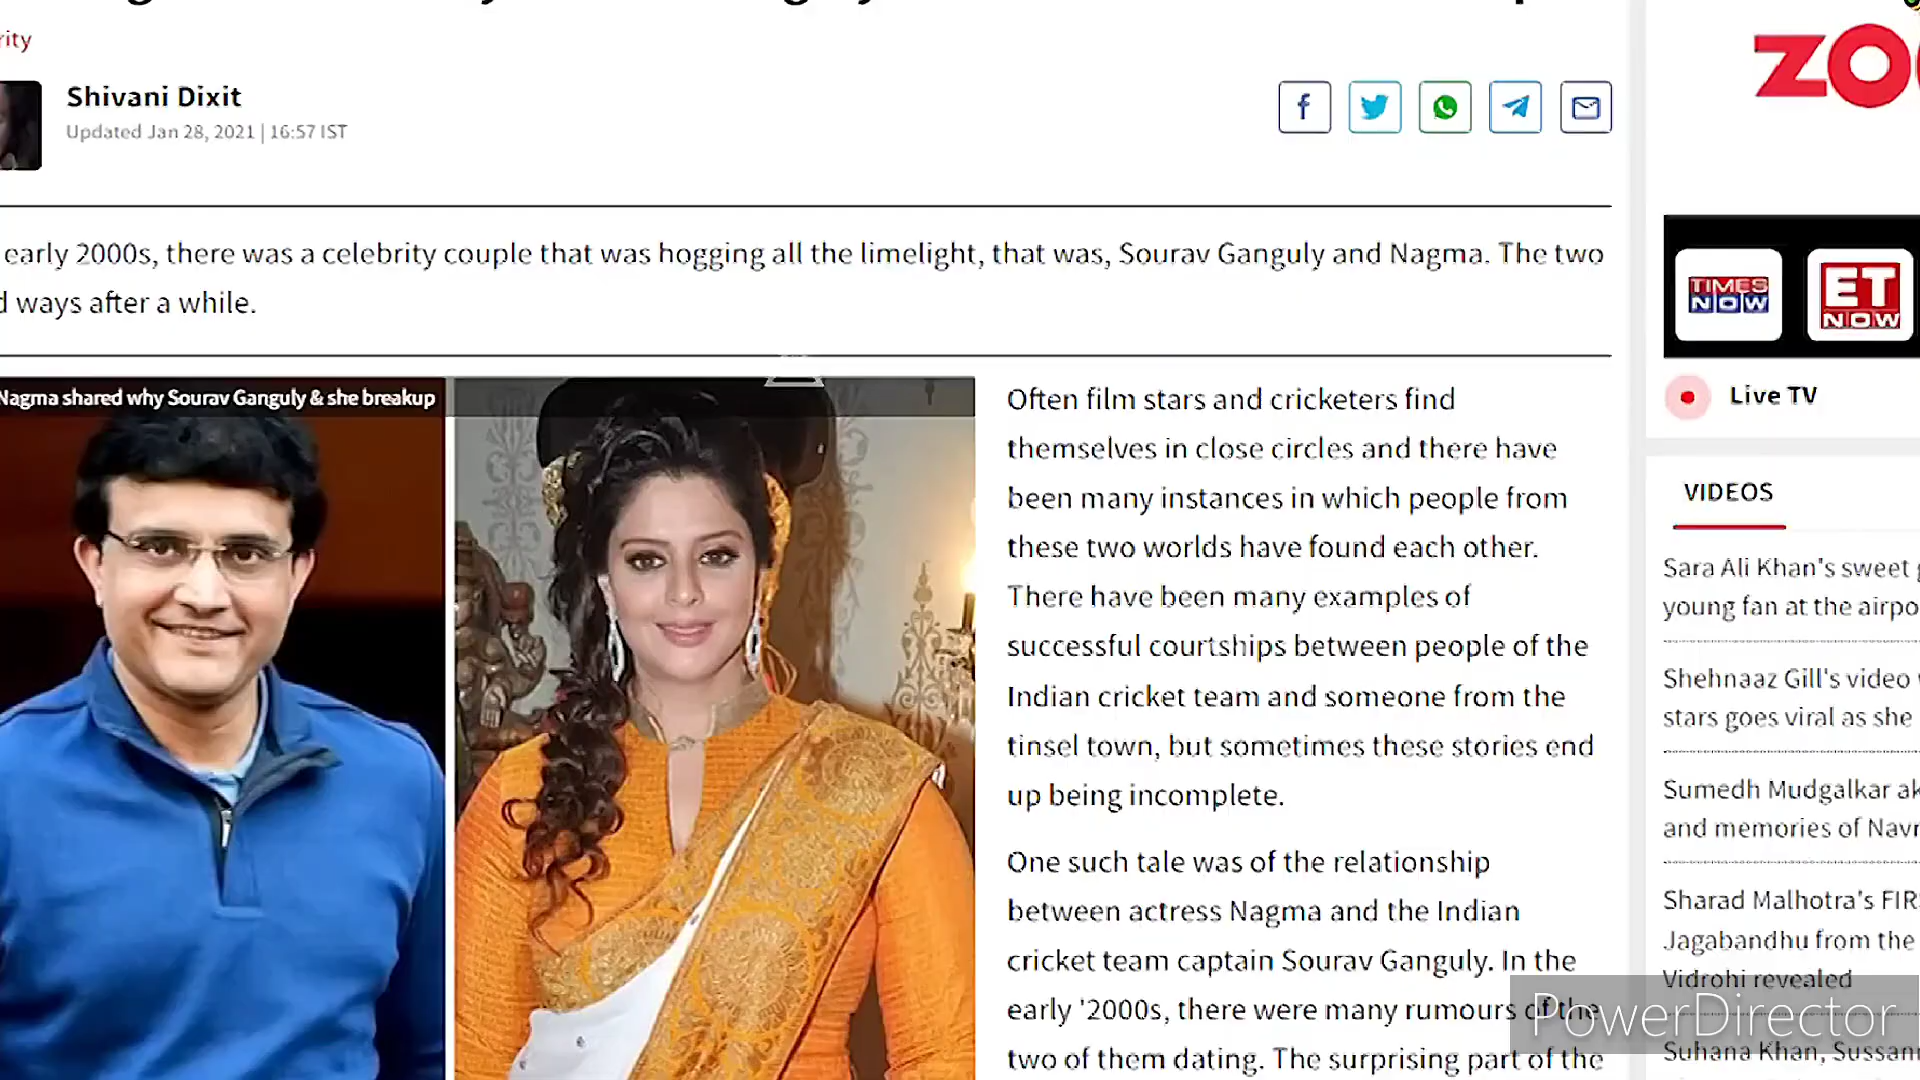 rity
Shivani Dixit
Updated Jan 28, 2021 | 16:57 IST
early 2000s, there was a celebrity couple that was hogging all the limelight, that was, Sourav Ganguly and Nagma. The two
d ways after a while.
Nagma shared why Sourav Ganguly & she breakup
Often film stars and cricketers find
themselves in close circles and there have
been many instances in which people from
these two worlds have found each other.
There have been many examples of
successful courtships between people of the
Indian cricket team and someone from the
tinsel town, but sometimes these stories end
up being incomplete.
One such tale was of the relationship
between actress Nagma and the Indian
cricket team captain Sourav Ganguly. In the
early '2000s, there were many rumours of the
two of them dating. The surprising part of the
ZO
TIMES
NOW
ET
NOW
Live TV
VIDEOS
Sara Ali Khan's sweet
young fan at the airpo
Shehnaaz Gill's video
stars goes viral as she
Sumedh Mudgalkar ak
and memories of Nav
Sharad Malhotra's FIR
Jagabandhu from the
Vidrohi revealed
Suhana Khan, Sussan
PowerDirector